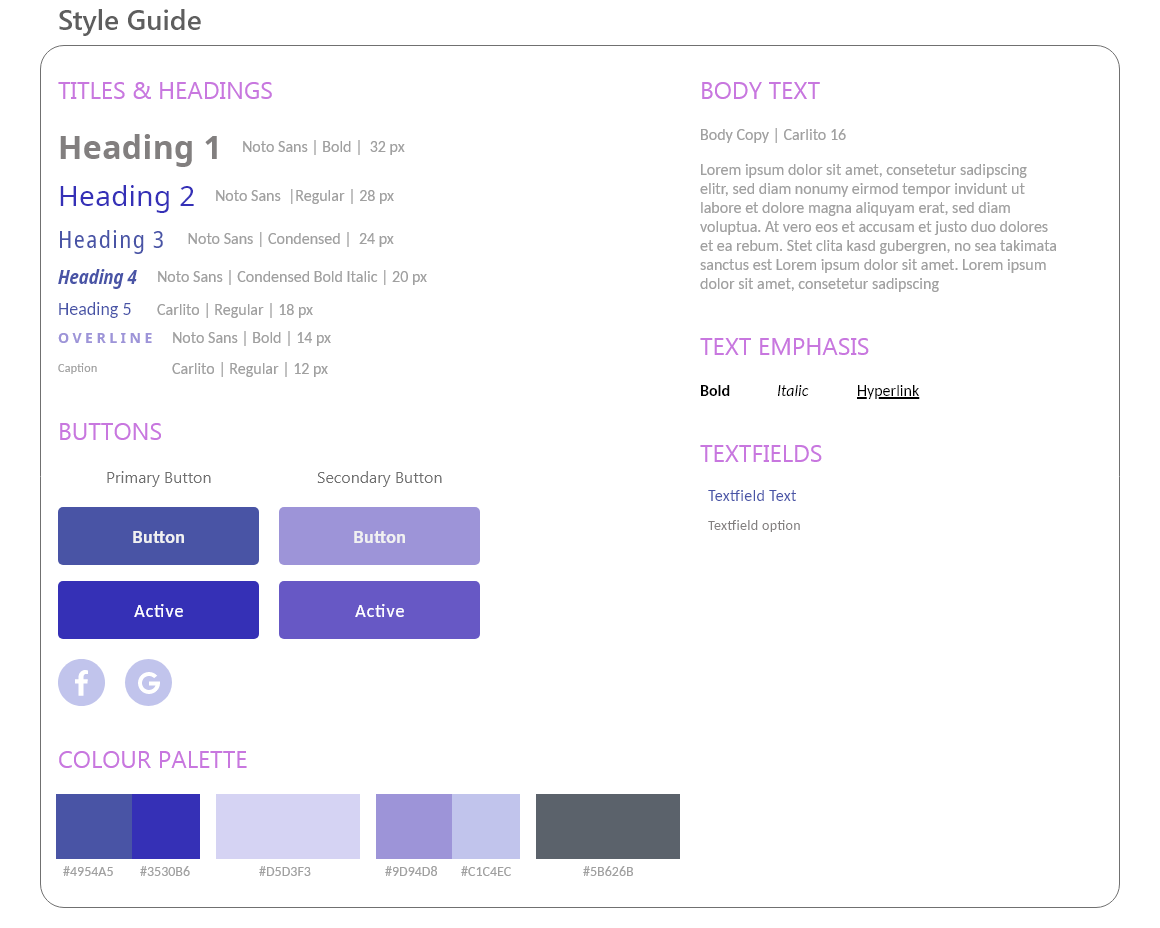 Style Guide
TITLES & HEADINGS
Heading 1 Noto Sans | Bold | 32 px
Heading 2 Noto Sans |Regular | 28 px
Heading 3 Noto Sans | Condensed | 24 px
Heading 4 Noto Sans | Condensed Bold Italic | 20 px
Heading 5 Carlito | Regular | 18 px
OVERLINE Noto Sans | Bold | 14 px
Caption Carlito | Regular | 12 px
BUTTONS
Primary Button Secondary Button
Button Button
Active Active
f G
COLOUR PALETTE
#4954A5 #3530B6 #D5D3F3 #9D94D8 #C1C4EC #5B626B
BODY TEXT
Body Copy | Carlito 16
Lorem ipsum dolor sit amet, consetetur sadipscing
elitr, sed diam nonumy eirmod tempor invidunt ut
labore et dolore magna aliquyam erat, sed diam
voluptua. At vero eos et accusam et justo duo dolores
et ea rebum. Stet clita kasd gubergren, no sea takimata
sanctus est Lorem ipsum dolor sit amet. Lorem ipsum
dolor sit amet, consetetur sadipscing
TEXT EMPHASIS
Bold Italic Hyperlink
TEXTFIELDS
Textfield Text
Textfield option